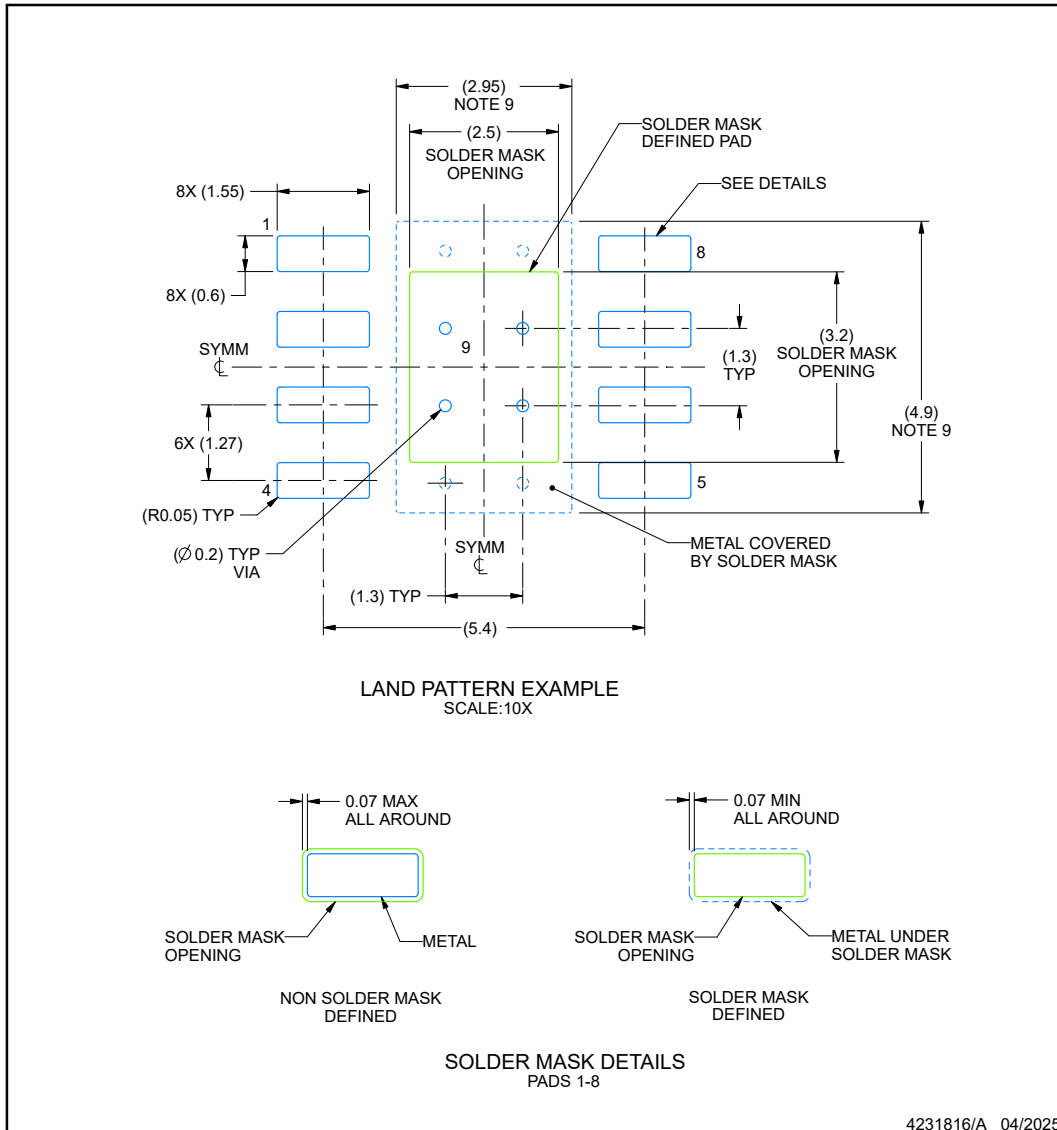 (2.95)
NOTE 9
(2.5)
SOLDER MASK
OPENING
SOLDER MASK
DEFINED PAD
8X (1.55)
SEE DETAILS
1
8
8X (0.6)
SYMM
℄
9
(1.3)
TYP
(3.2)
SOLDER MASK
OPENING
(4.9)
NOTE 9
6X (1.27)
4
5
(R0.05) TYP
(Ø 0.2) TYP
VIA
SYMM
℄
METAL COVERED
BY SOLDER MASK
(1.3) TYP
(5.4)
LAND PATTERN EXAMPLE
SCALE:10X
0.07 MAX
ALL AROUND
0.07 MIN
ALL AROUND
SOLDER MASK
OPENING
METAL
SOLDER MASK
OPENING
METAL UNDER
SOLDER MASK
NON SOLDER MASK
DEFINED
SOLDER MASK
DEFINED
SOLDER MASK DETAILS
PADS 1-8
4231816/A 04/2025